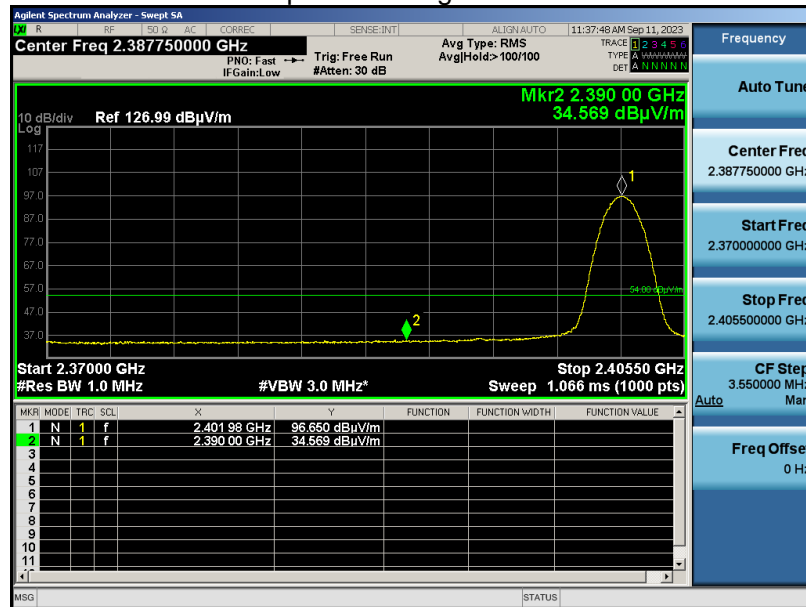 Agilent Spectrum Analyzer - Swept SA
LXI R RF 50 Ω AC CORREC SENSE:INT ALIGN AUTO 11:37:48 AM Sep 11, 2023
Center Freq 2.387750000 GHz
PNO: Fast
IFGain:Low
Trig: Free Run
#Atten: 30 dB
Avg Type: RMS
Avg|Hold:> 100/100
TRACE 1 2 3 4 5 6
TYPE A WWWWW
DET A N N N N N
Mkr2 2.390 00 GHz
34.569 dBµV/m
10 dB/div Ref 126.99 dBµV/m
Log
117
107
97.0
87.0
77.0
67.0
57.0
47.0
37.0
1
54.00 dBµV/m
2
Start 2.37000 GHz Stop 2.40550 GHz
#Res BW 1.0 MHz #VBW 3.0 MHz* Sweep 1.066 ms (1000 pts)
MKR MODE TRC SCL X Y FUNCTION FUNCTION WIDTH FUNCTION VALUE
1 N 1 f 2.401 98 GHz 96.650 dBµV/m
2 N 1 f 2.390 00 GHz 34.569 dBµV/m
3
4
5
6
7
8
9
10
11
MSG STATUS
Frequency
Auto Tune
Center Freq
2.387750000 GHz
Start Freq
2.370000000 GHz
Stop Freq
2.405500000 GHz
CF Step
3.550000 MHz
Auto Man
Freq Offset
0 Hz